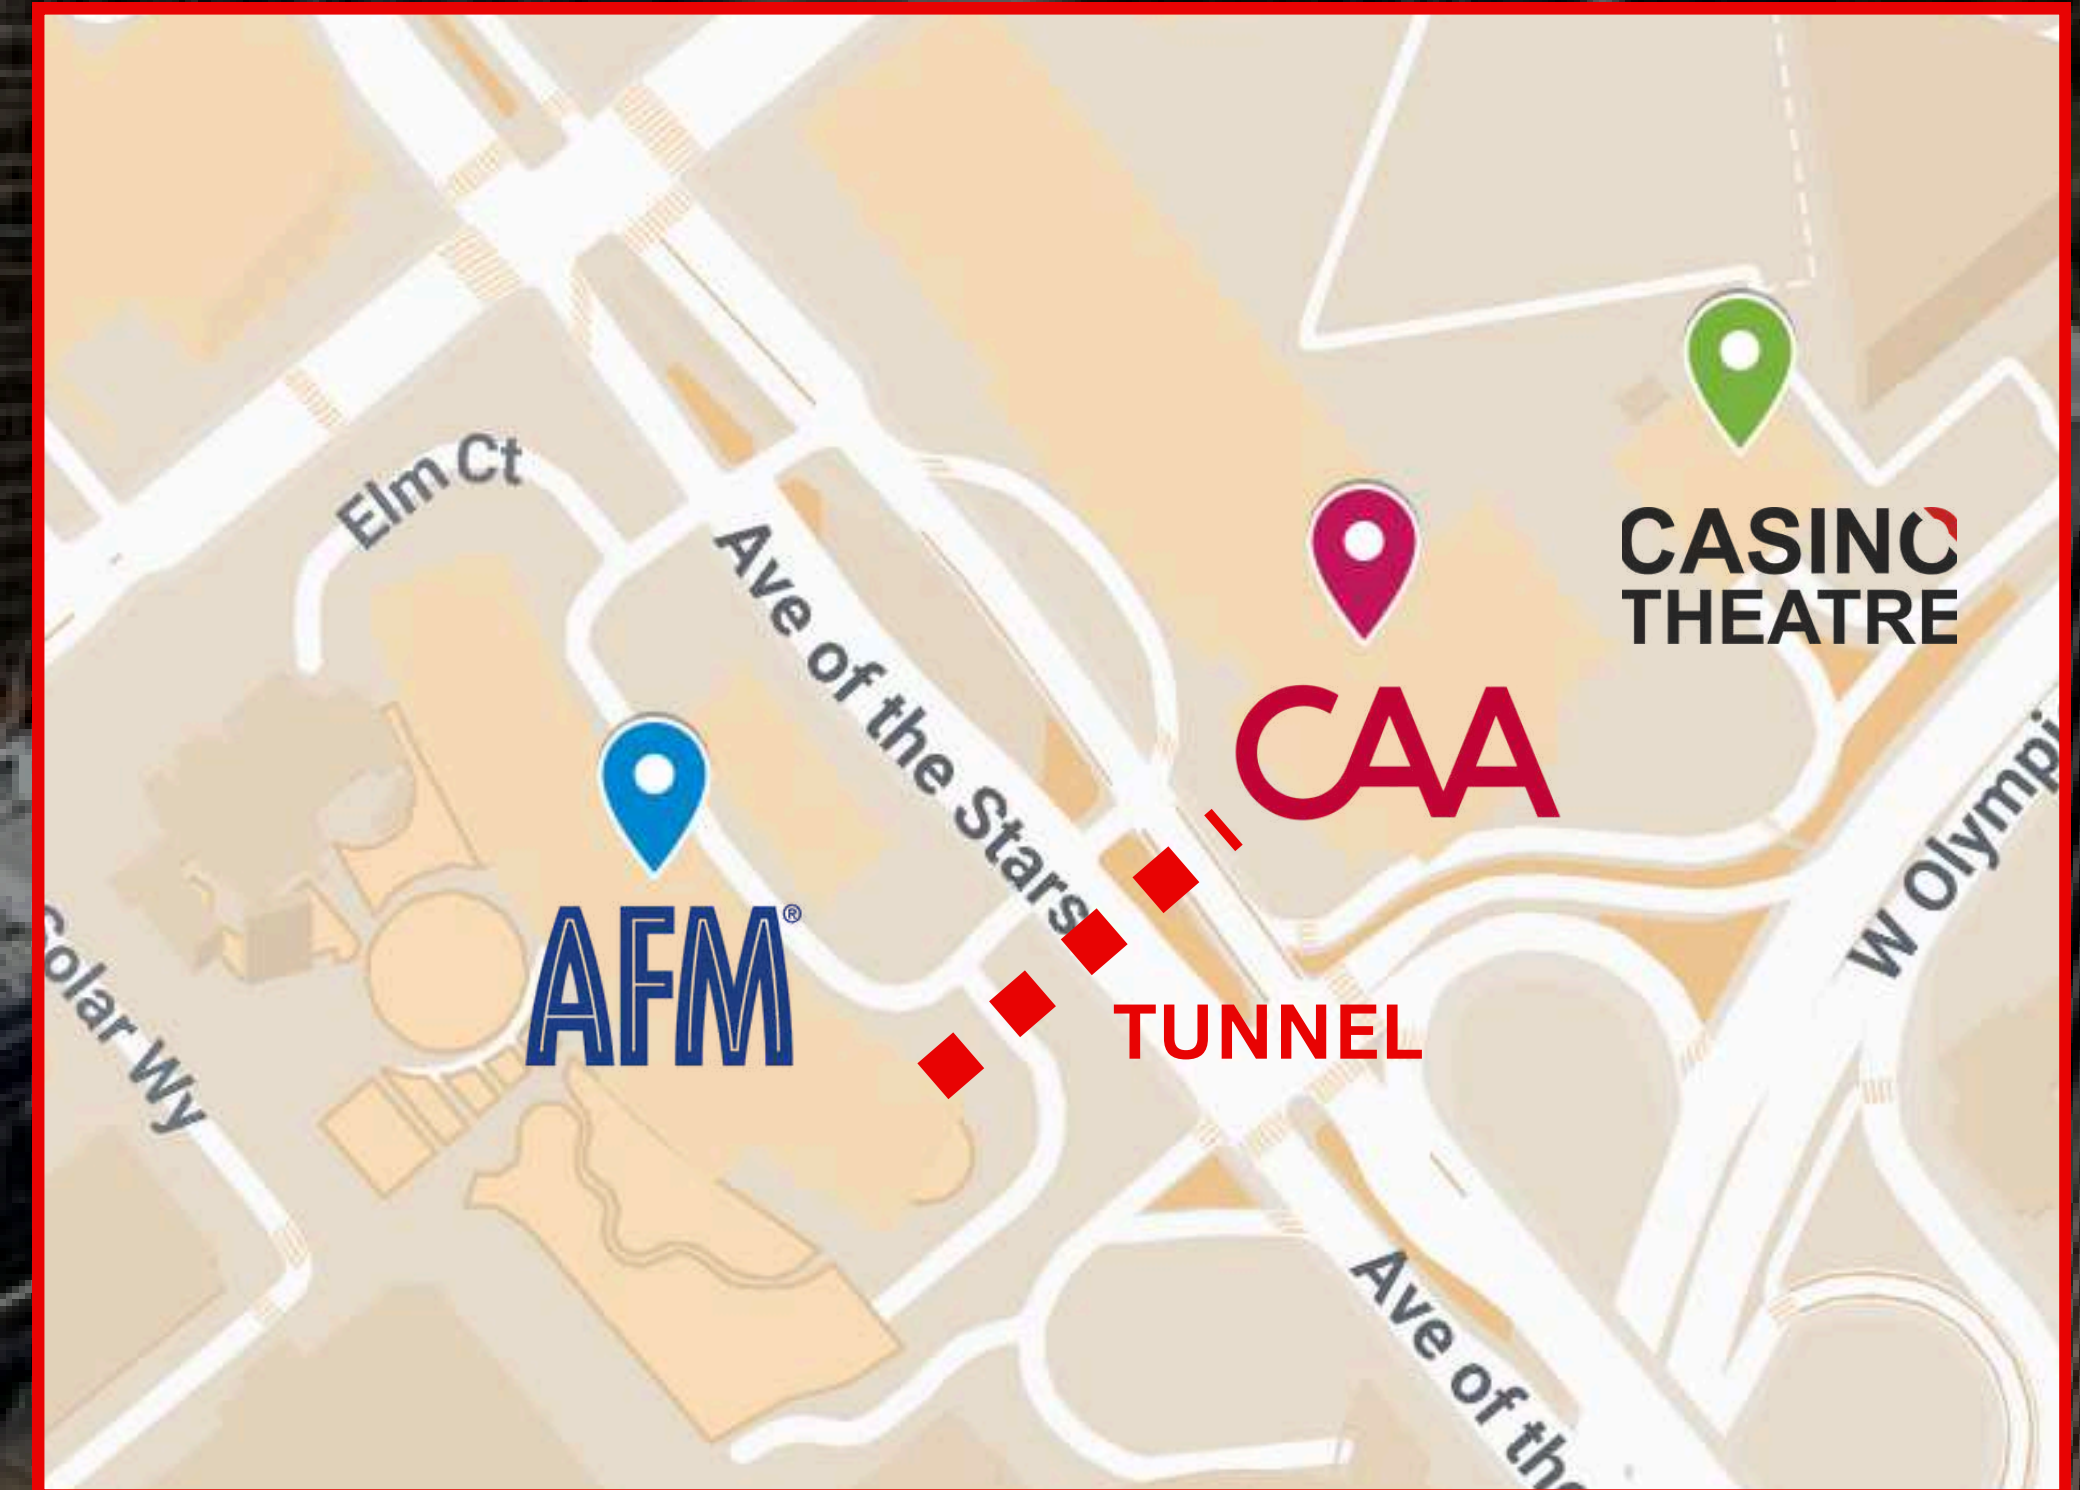 Elm Ct
Ave of the Stars
CASINO
THEATRE
CAA
AFM®
TUNNEL
W Olympi
olar Wy
Ave of the